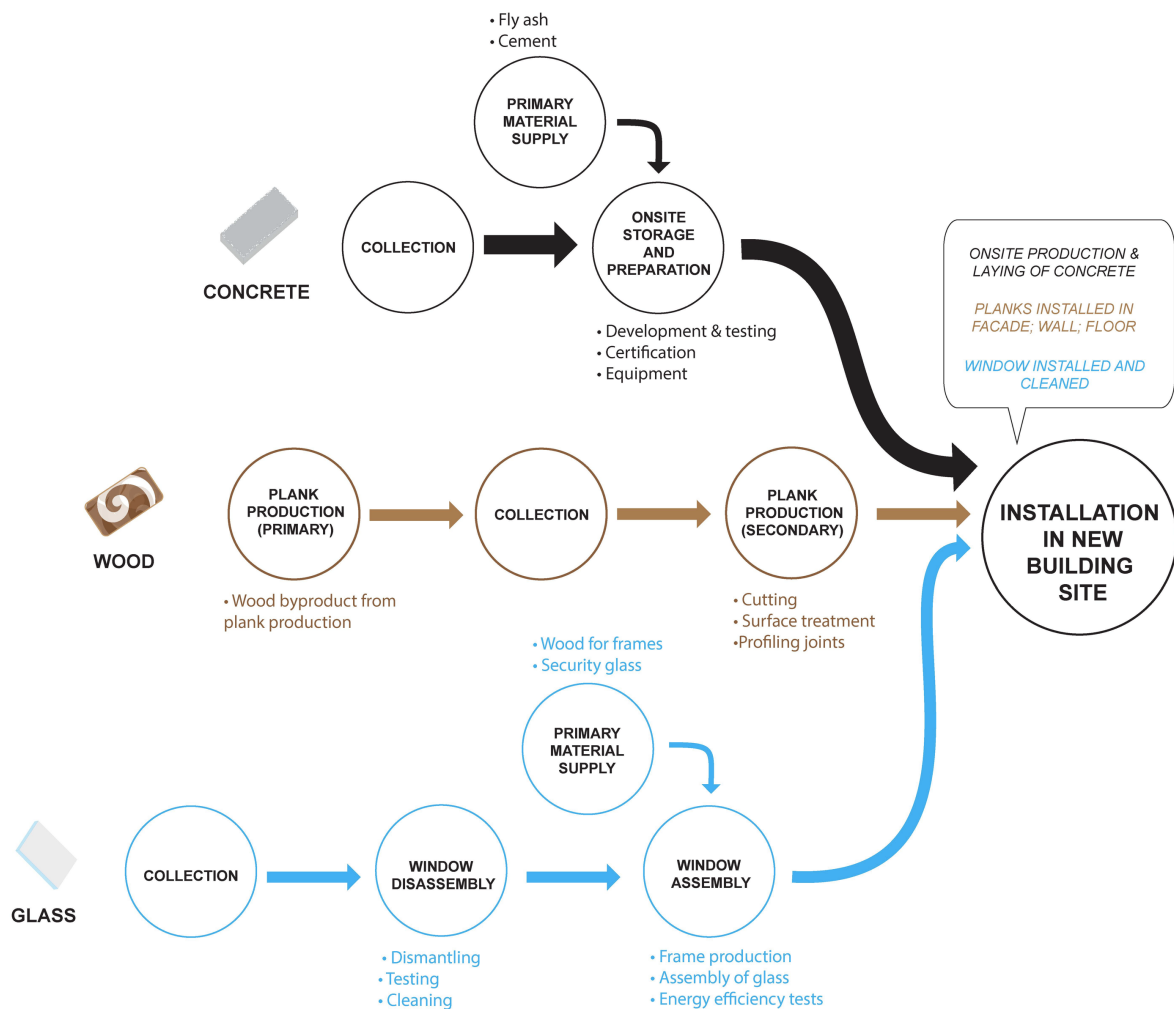 • Fly ash
• Cement
PRIMARY
MATERIAL
SUPPLY
CONCRETE
COLLECTION
ONSITE
STORAGE
AND
PREPARATION
• Development & testing
• Certification
• Equipment
ONSITE PRODUCTION &
LAYING OF CONCRETE
PLANKS INSTALLED IN
FACADE; WALL; FLOOR
WINDOW INSTALLED AND
CLEANED
WOOD
PLANK
PRODUCTION
(PRIMARY)
• Wood byproduct from
plank production
COLLECTION
PLANK
PRODUCTION
(SECONDARY)
• Cutting
• Surface treatment
•Profiling joints
INSTALLATION
IN NEW
BUILDING
SITE
• Wood for frames
• Security glass
PRIMARY
MATERIAL
SUPPLY
GLASS
COLLECTION
WINDOW
DISASSEMBLY
• Dismantling
• Testing
• Cleaning
WINDOW
ASSEMBLY
• Frame production
• Assembly of glass
• Energy efficiency tests